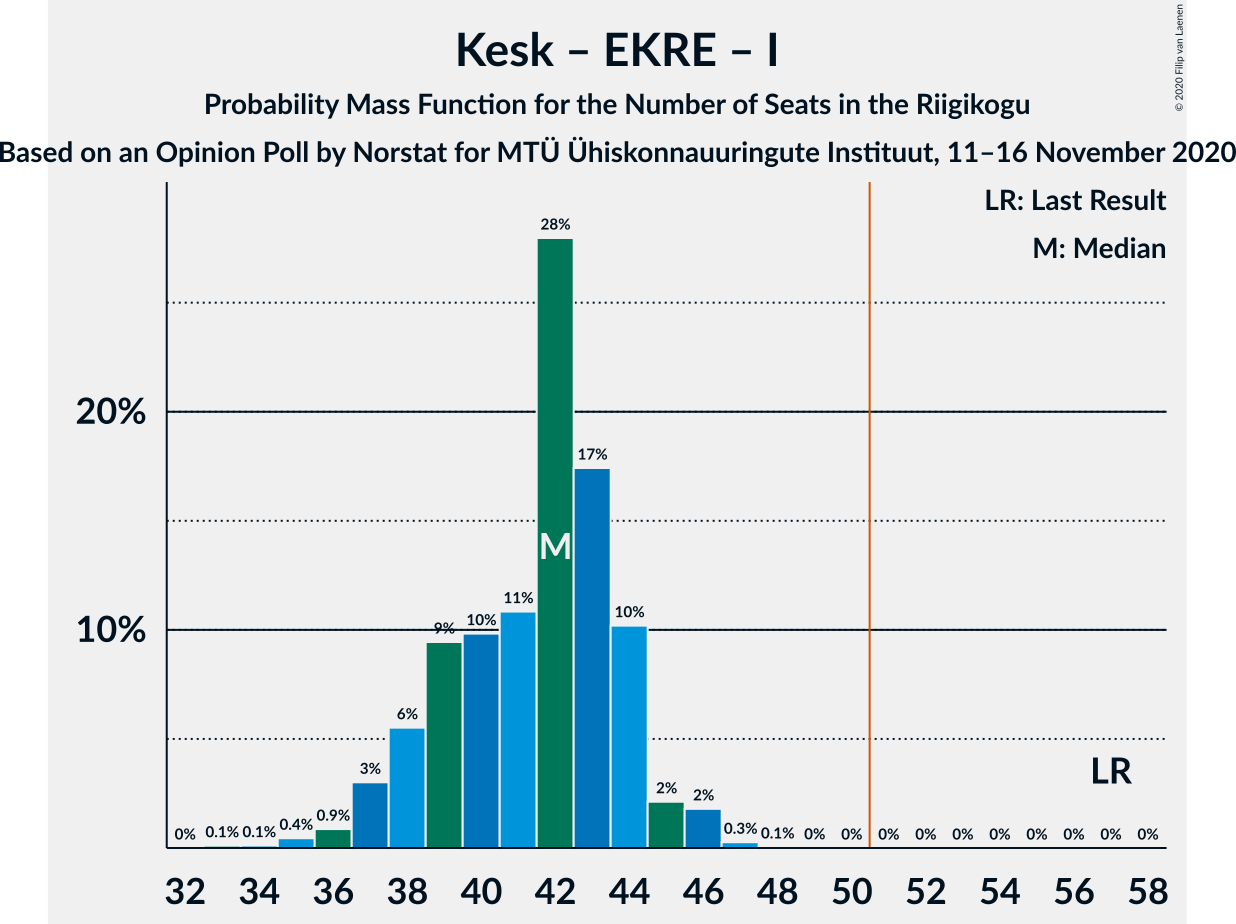 Kesk – EKRE – I
Probability Mass Function for the Number of Seats in the Riigikogu
Based on an Opinion Poll by Norstat for MTÜ Ühiskonnauuringute Instituut, 11–16 November 2020
© 2020 Filip van Laenen
LR: Last Result
M: Median
20%
10%
0% 0.1% 0.1% 0.4% 0.9% 3% 6% 9% 10% 11% 28% 17% 10% 2% 2% 0.3% 0.1% 0% 0% 0% 0% 0% 0% 0% 0% 0% 0%
M
LR
32 34 36 38 40 42 44 46 48 50 52 54 56 58